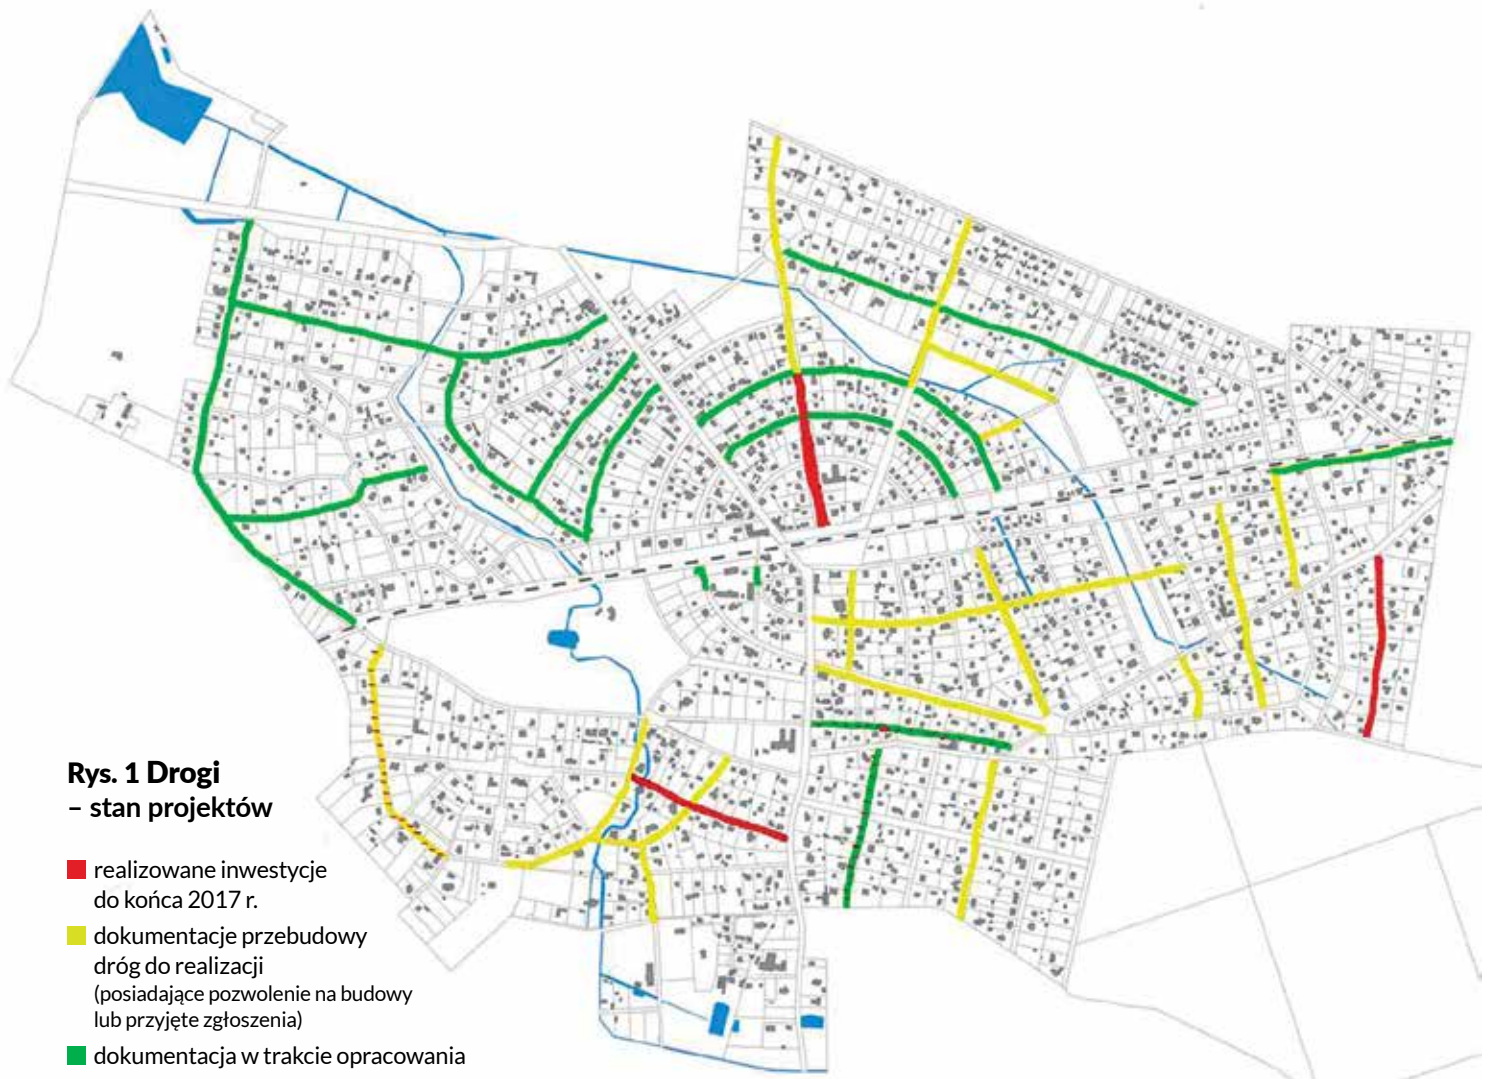 Rys. 1 Drogi
– stan projektów
realizowane inwestycje
do końca 2017 r.
dokumentacje przebudowy
dróg do realizacji
(posiadające pozwolenie na budowy
lub przyjęte zgłoszenia)
dokumentacja w trakcie opracowania